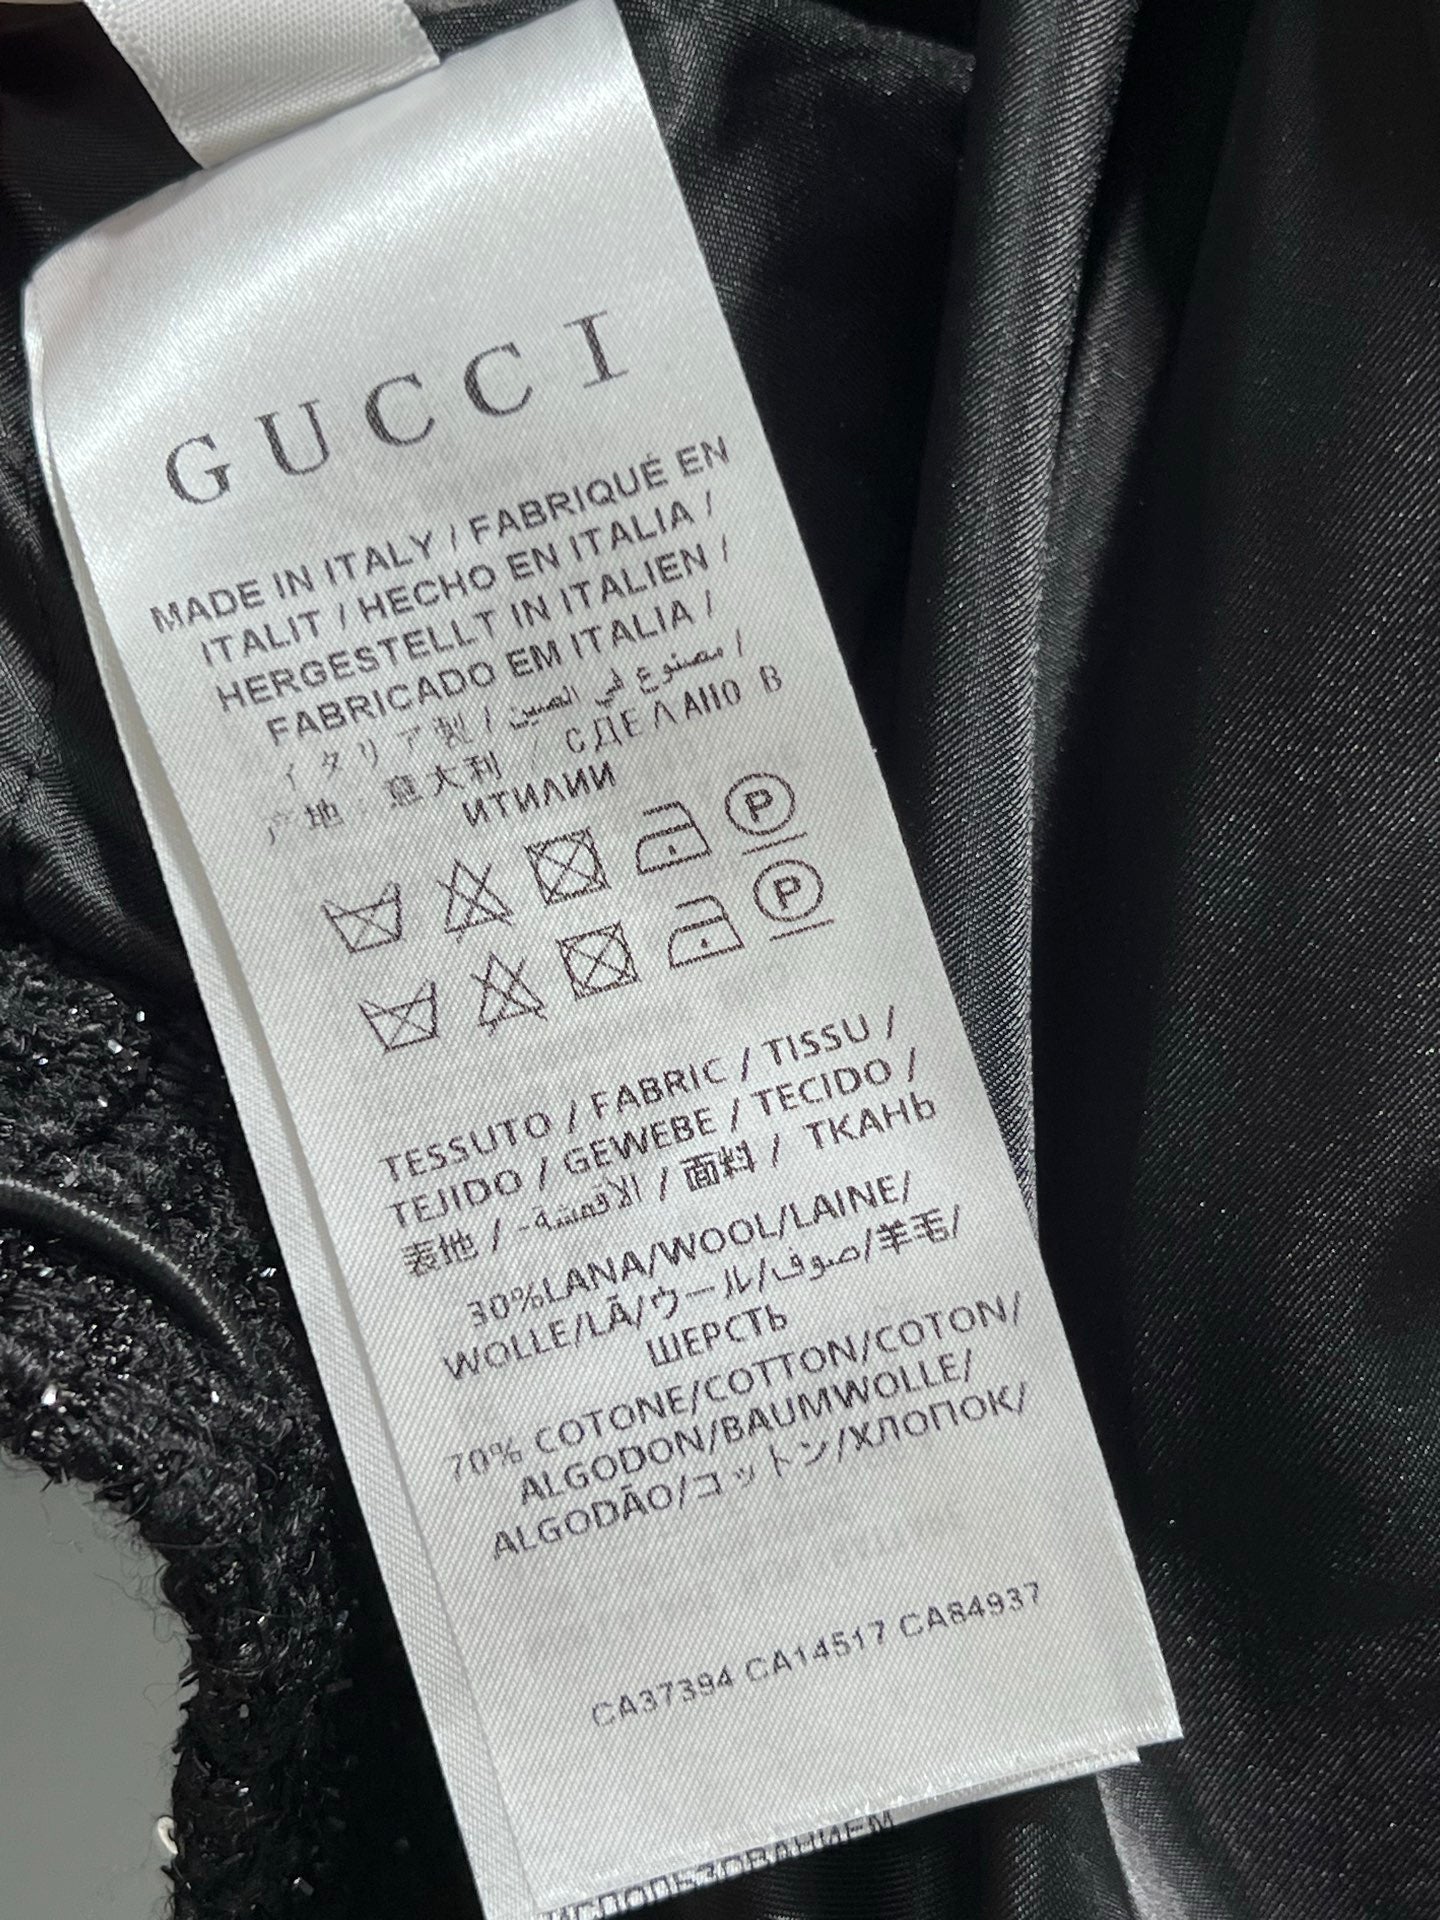 GUCCI
MADE IN ITALY / FABRIQUÉ EN
ITALIT / HECHO EN ITALIA /
HERGESTELLT IN ITALIEN /
FABRICADO EM ITALIA /
イタリア製 / مصنوع في الصين /
产地：意大利 / СДЕЛАНО В
ИТИЛИИ
P
P
TESSUTO / FABRIC / TISSU /
TEJIDO / GEWEBE / TECIDO /
表地 / الأقمشة- / 面料 / ТКАНЬ
30%LANA/WOOL/LAINE/
WOLLE/LÃ/ウール/صوف/羊毛/
ШЕРСТЬ
70% COTONE/COTTON/COTON/
ALGODON/BAUMWOLLE/
ALGODÃO/コットン/ХЛОПОК/
CA37394 CA14517 CA84937